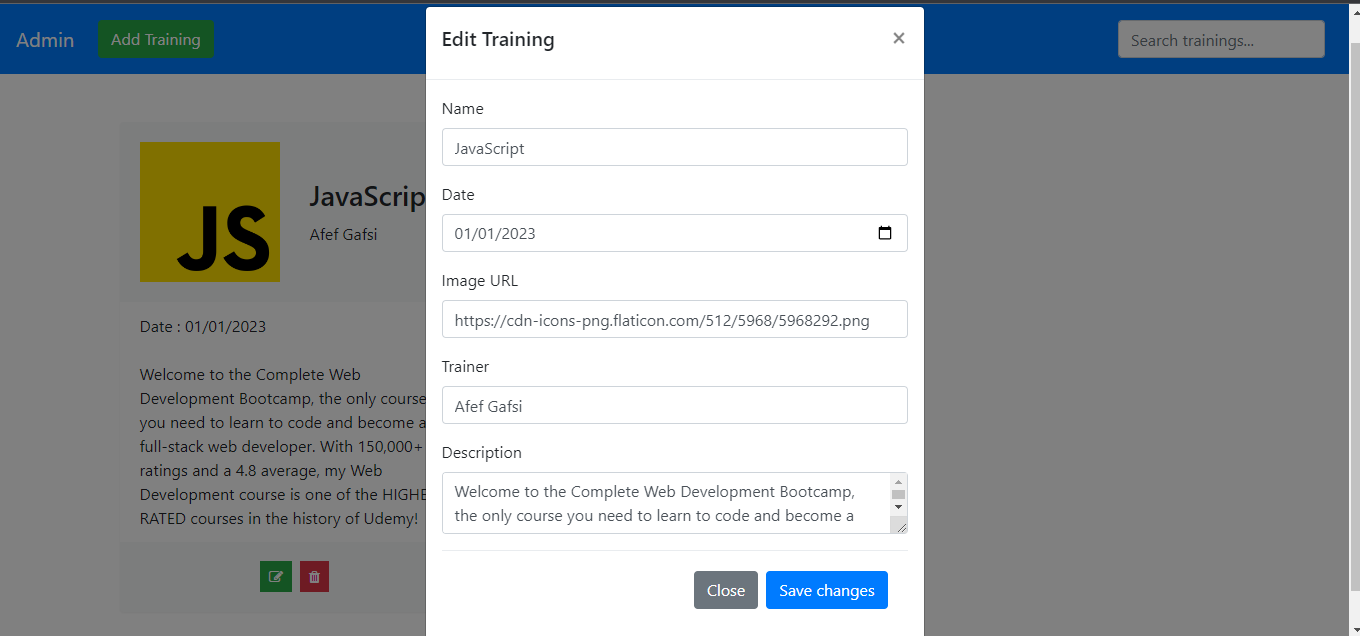 Admin
Add Training
Search trainings...
JS
JavaScrip
Afef Gafsi
Date : 01/01/2023
Welcome to the Complete Web
Development Bootcamp, the only course
you need to learn to code and become a
full-stack web developer. With 150,000+
ratings and a 4.8 average, my Web
Development course is one of the HIGHE
RATED courses in the history of Udemy!
Edit Training
×
Name
JavaScript
Date
01/01/2023
Image URL
https://cdn-icons-png.flaticon.com/512/5968/5968292.png
Trainer
Afef Gafsi
Description
Welcome to the Complete Web Development Bootcamp,
the only course you need to learn to code and become a
Close
Save changes